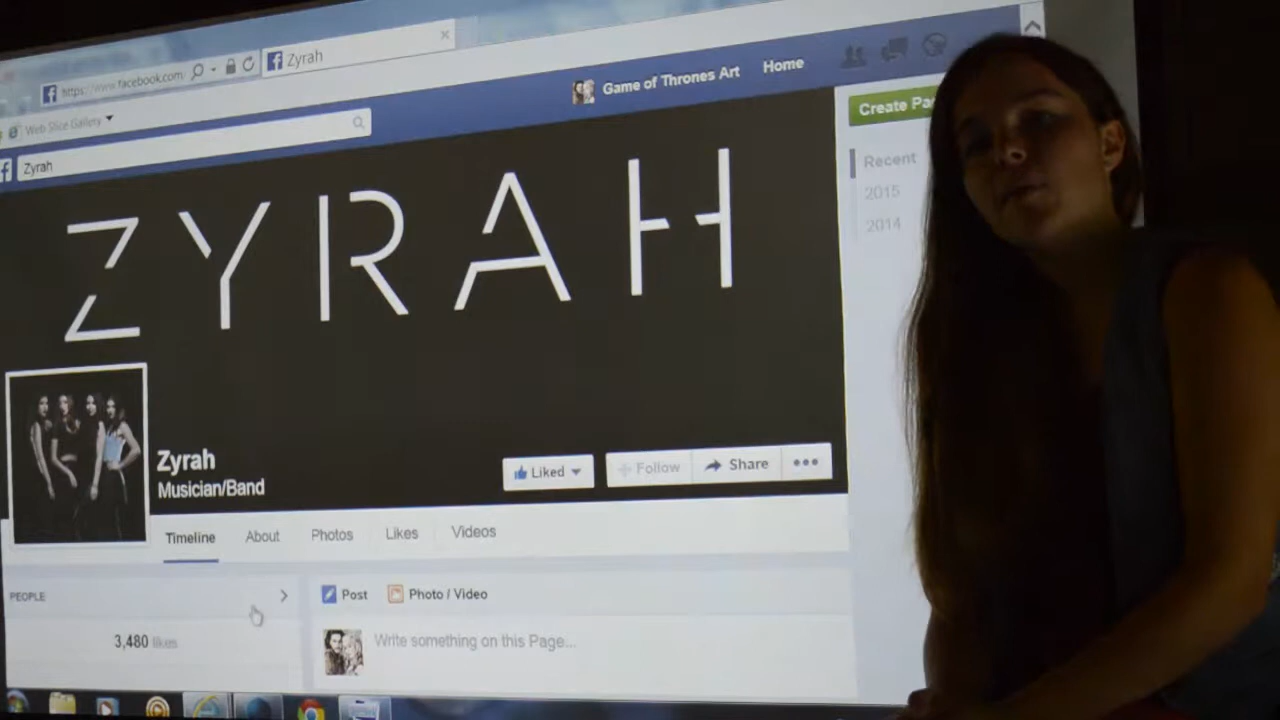 https://www.facebook.com
Zyrah
Web Slice Gallery
Game of Thrones Art
Home
Zyrah
ZYRAH
Create Pa
Recent
2015
2014
Zyrah
Musician/Band
Liked
Follow
Share
Timeline
About
Photos
Likes
Videos
PEOPLE
3,480 likes
Post
Photo / Video
Write something on this Page...